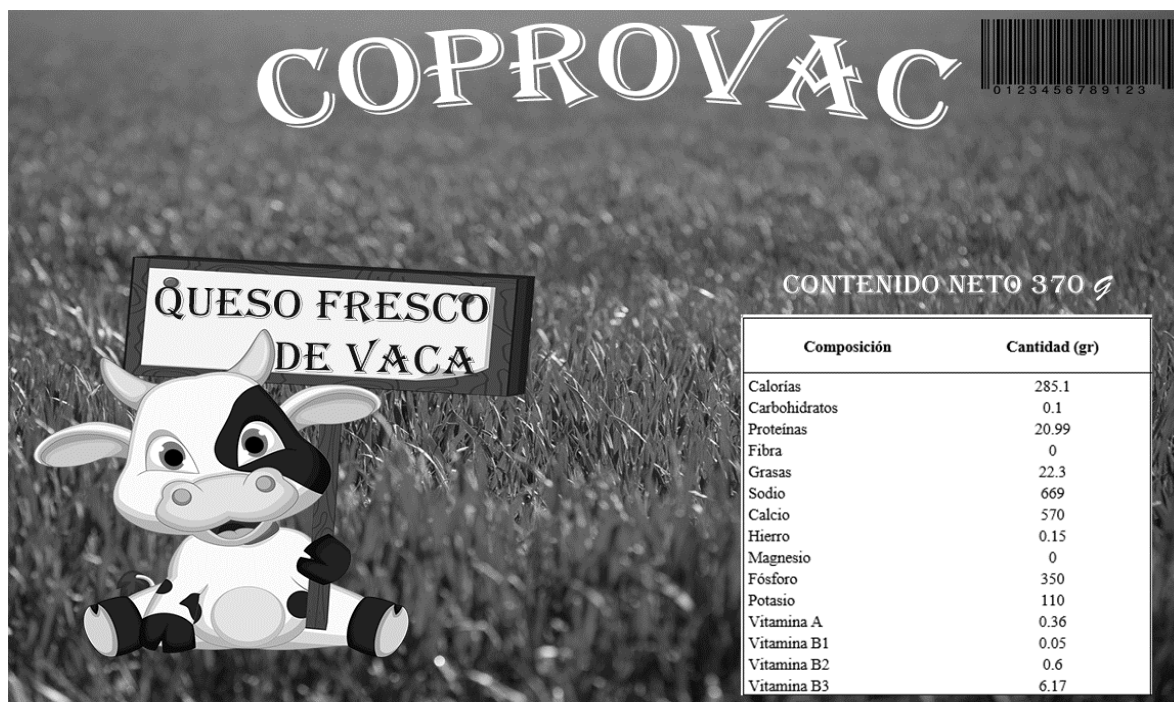 COPROVAC
0123456789123
QUESO FRESCO
DE VACA
CONTENIDO NETO 370 g
Composición Cantidad (gr)
Calorías 285.1
Carbohidratos 0.1
Proteínas 20.99
Fibra 0
Grasas 22.3
Sodio 669
Calcio 570
Hierro 0.15
Magnesio 0
Fósforo 350
Potasio 110
Vitamina A 0.36
Vitamina B1 0.05
Vitamina B2 0.6
Vitamina B3 6.17